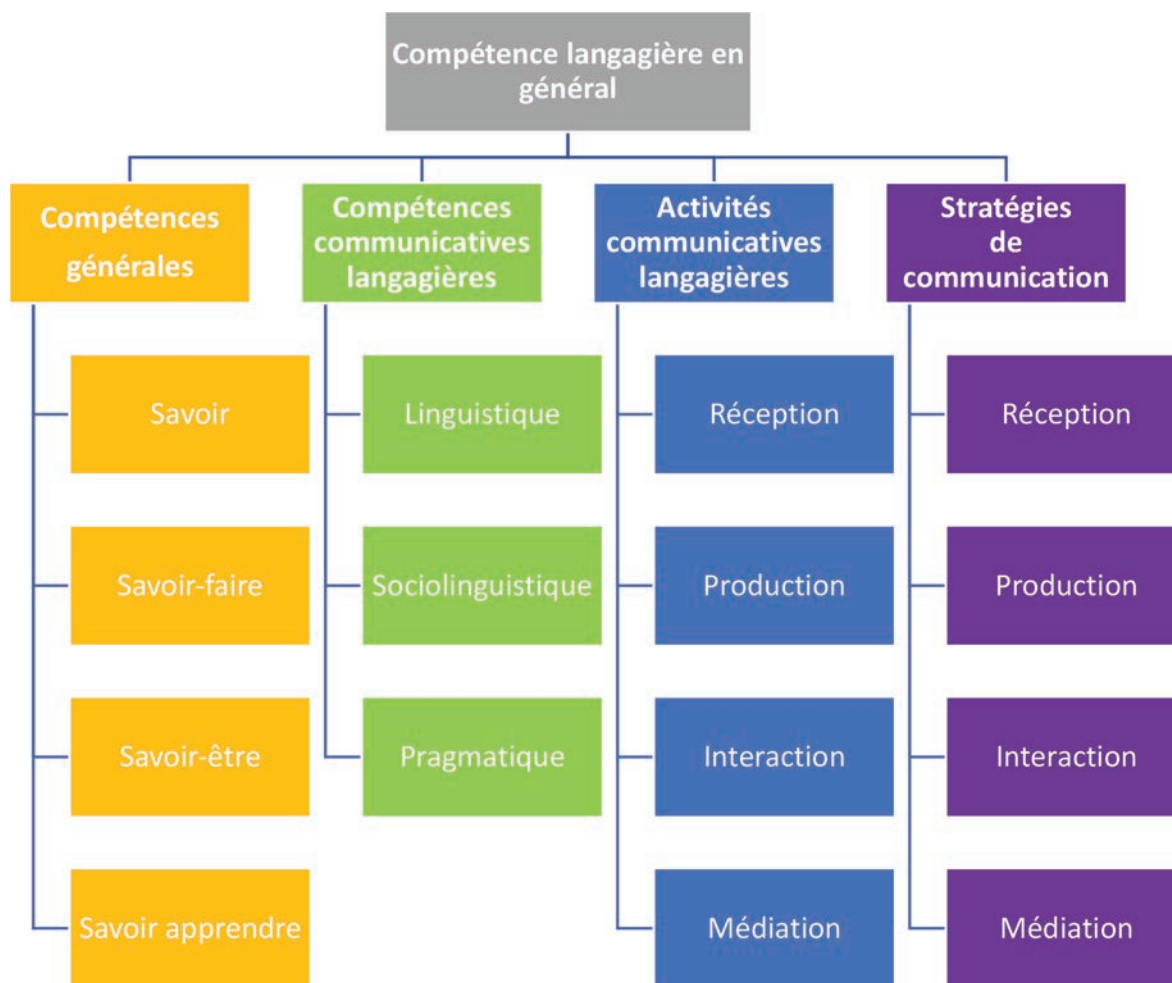 Compétence langagière en
général
Compétences
générales
Compétences
communicatives
langagières
Activités
communicatives
langagières
Stratégies
de
communication
Savoir
Linguistique
Réception
Réception
Savoir-faire
Sociolinguistique
Production
Production
Savoir-être
Pragmatique
Interaction
Interaction
Savoir apprendre
Médiation
Médiation